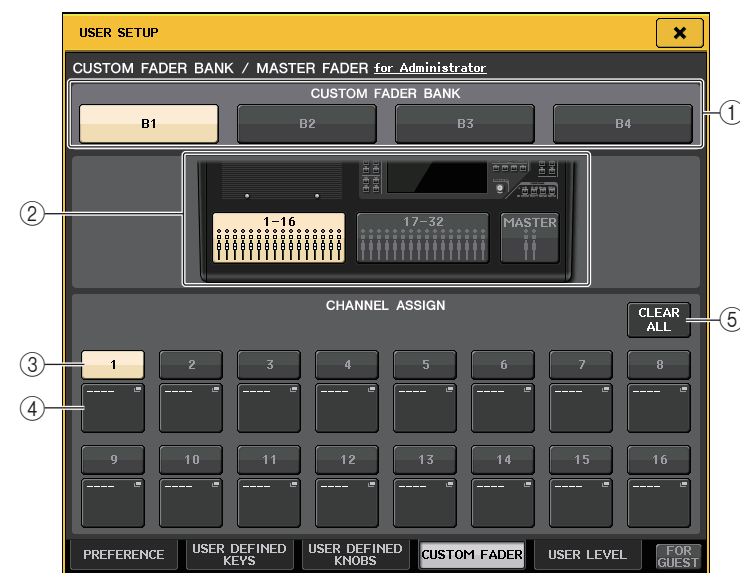 USER SETUP
CUSTOM FADER BANK / MASTER FADER for Administrator
CUSTOM FADER BANK
B1 B2 B3 B4
①
②
1-16 17-32 MASTER
CHANNEL ASSIGN
CLEAR ALL
⑤
③
1 2 3 4 5 6 7 8
④
---- ---- ---- ---- ---- ---- ---- ----
9 10 11 12 13 14 15 16
---- ---- ---- ---- ---- ---- ---- ----
PREFERENCE USER DEFINED KEYS USER DEFINED KNOBS CUSTOM FADER USER LEVEL FOR GUEST